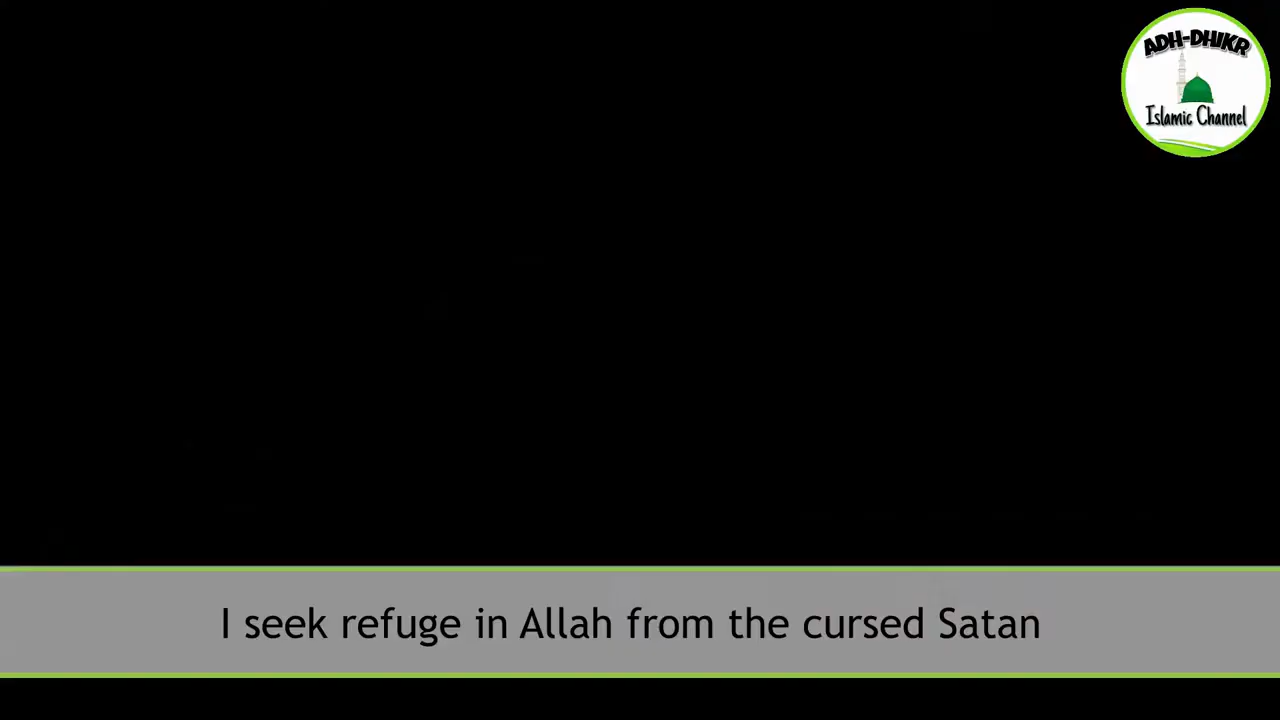 ADH-DHIKR
Islamic Channel
I seek refuge in Allah from the cursed Satan